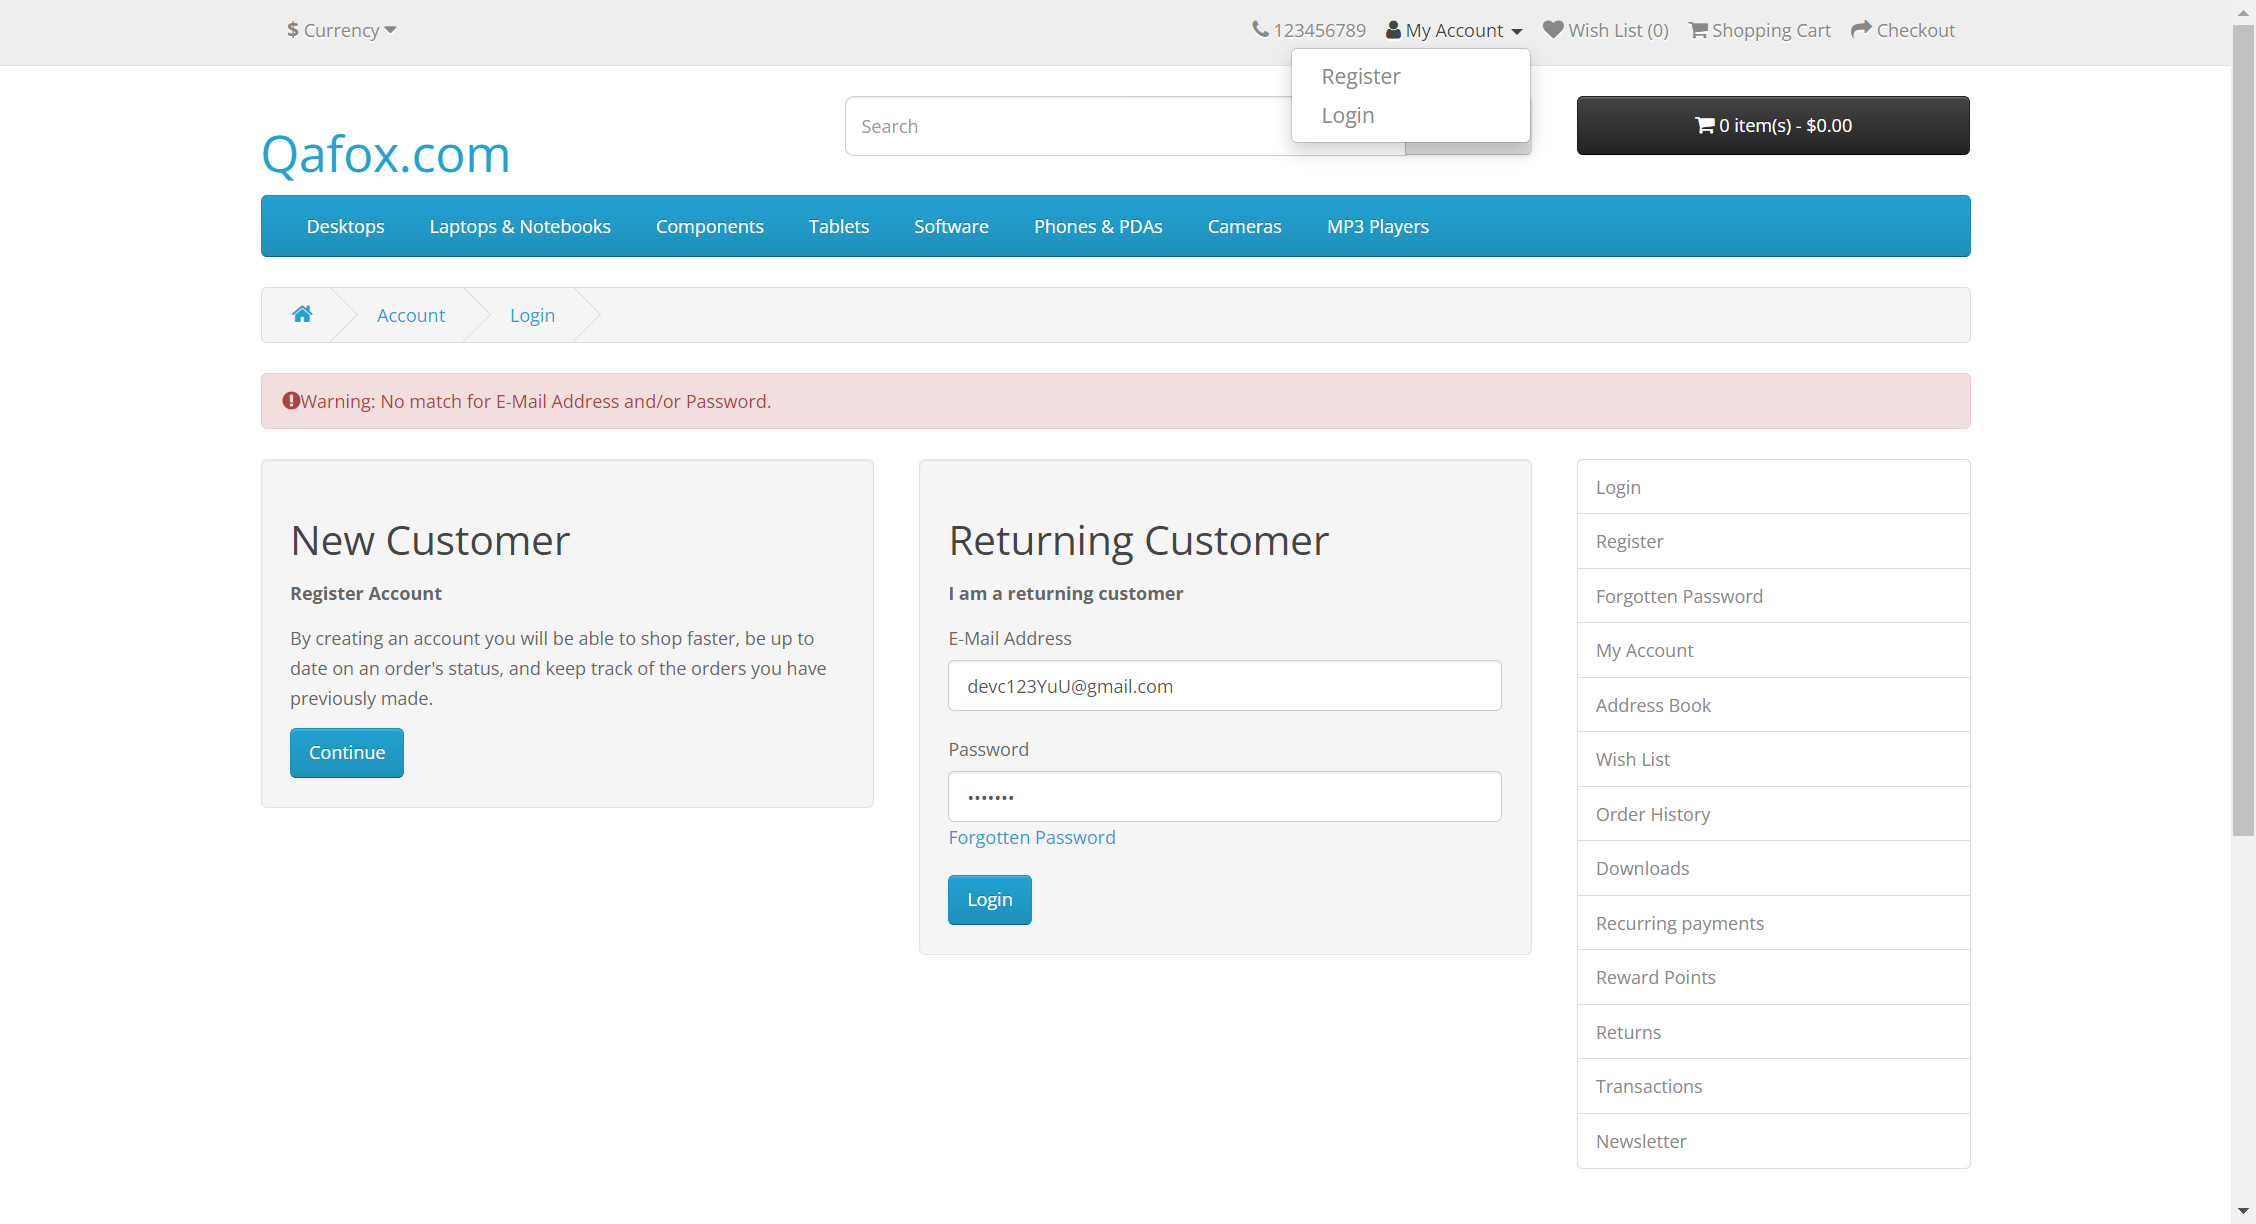 $ Currency
123456789 My Account Wish List (0) Shopping Cart Checkout
Register
Login
Search
0 item(s) - $0.00
Qafox.com
Desktops Laptops & Notebooks Components Tablets Software Phones & PDAs Cameras MP3 Players
Account Login
Warning: No match for E-Mail Address and/or Password.
New Customer
Register Account
By creating an account you will be able to shop faster, be up to
date on an order's status, and keep track of the orders you have
previously made.
Continue
Returning Customer
I am a returning customer
E-Mail Address
devc123YuU@gmail.com
Password
•••••••
Forgotten Password
Login
Login
Register
Forgotten Password
My Account
Address Book
Wish List
Order History
Downloads
Recurring payments
Reward Points
Returns
Transactions
Newsletter